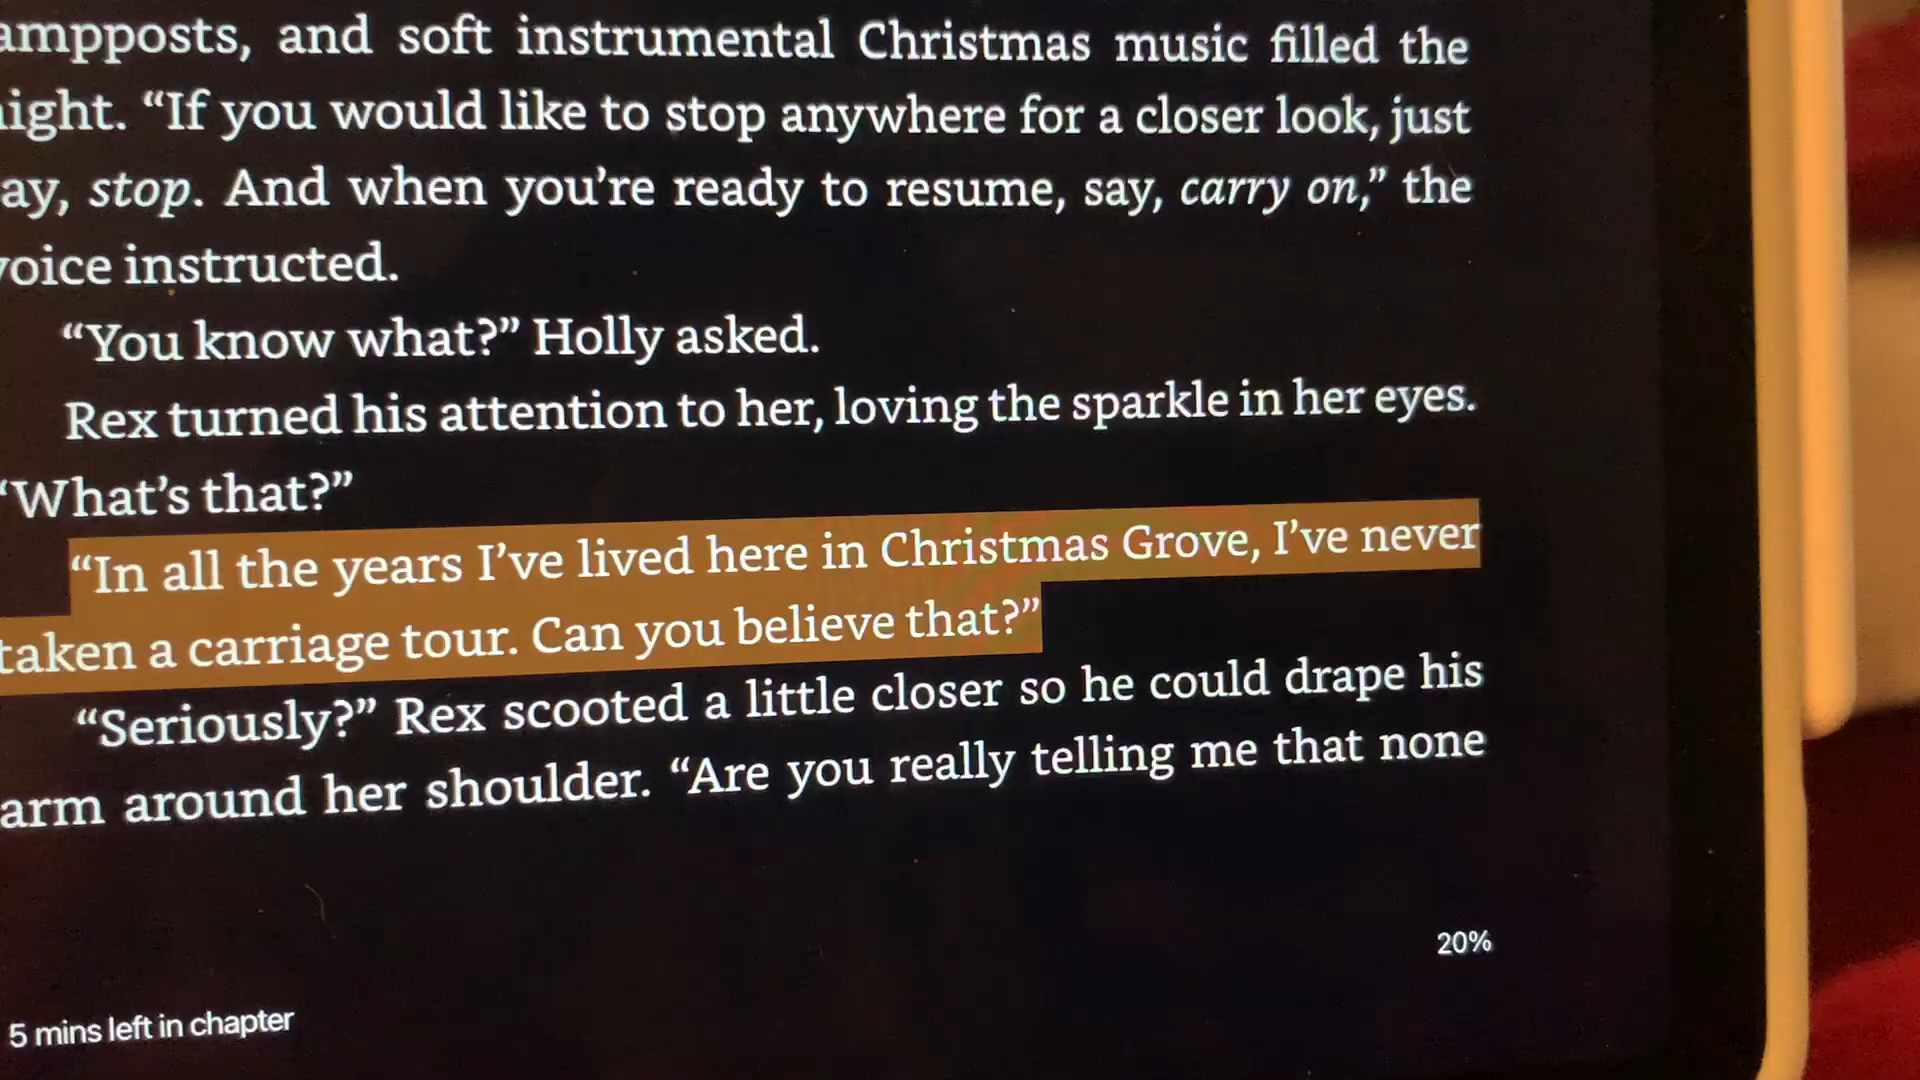 ampposts, and soft instrumental Christmas music filled the
ight. “If you would like to stop anywhere for a closer look, just
ay, stop. And when you’re ready to resume, say, carry on,” the
voice instructed.
“You know what?” Holly asked.
Rex turned his attention to her, loving the sparkle in her eyes.
“What’s that?”
“In all the years I’ve lived here in Christmas Grove, I’ve never
taken a carriage tour. Can you believe that?”
“Seriously?” Rex scooted a little closer so he could drape his
arm around her shoulder. “Are you really telling me that none
20%
5 mins left in chapter